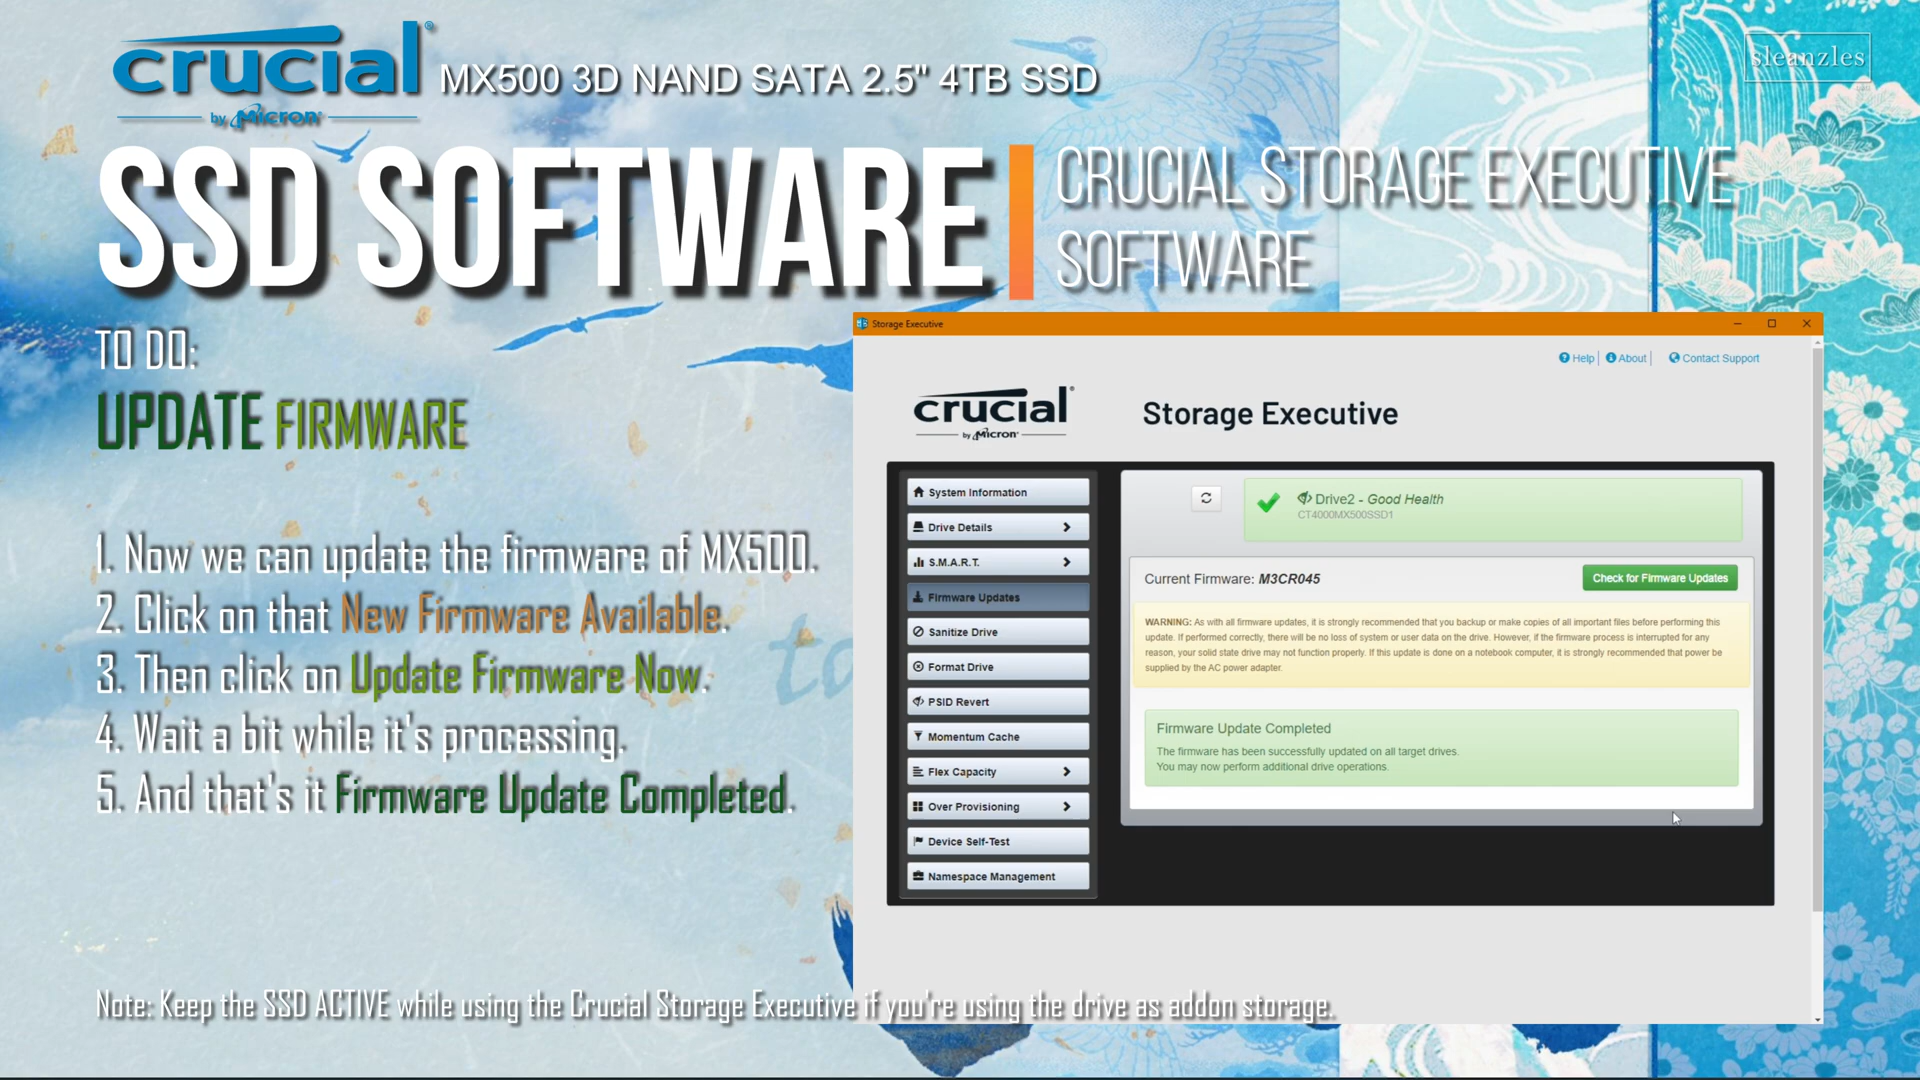 crucial®
by Micron®
MX500 3D NAND SATA 2.5" 4TB SSD
sleanzles
SSD SOFTWARE
CRUCIAL STORAGE EXECUTIVE
SOFTWARE
TO DO:
UPDATE FIRMWARE
1. Now we can update the firmware of MX500.
2. Click on that New Firmware Available.
3. Then click on Update Firmware Now.
4. Wait a bit while it's processing.
5. And that's it Firmware Update Completed.
Storage Executive
Help
About
Contact Support
crucial®
by Micron®
Storage Executive
System Information
Drive Details
S.M.A.R.T.
Firmware Updates
Sanitize Drive
Format Drive
PSID Revert
Momentum Cache
Flex Capacity
Over Provisioning
Device Self-Test
Namespace Management
Drive2 - Good Health
CT4000MX500SSD1
Current Firmware: M3CR045
Check for Firmware Updates
WARNING: As with all firmware updates, it is strongly recommended that you backup or make copies of all important files before performing this
update. If performed correctly, there will be no loss of system or user data on the drive. However, if the firmware process is interrupted for any
reason, your solid state drive may not function properly. If this update is done on a notebook computer, it is strongly recommended that power be
supplied by the AC power adapter.
Firmware Update Completed
The firmware has been successfully updated on all target drives.
You may now perform additional drive operations.
Note: Keep the SSD ACTIVE while using the Crucial Storage Executive if you're using the drive as addon storage.